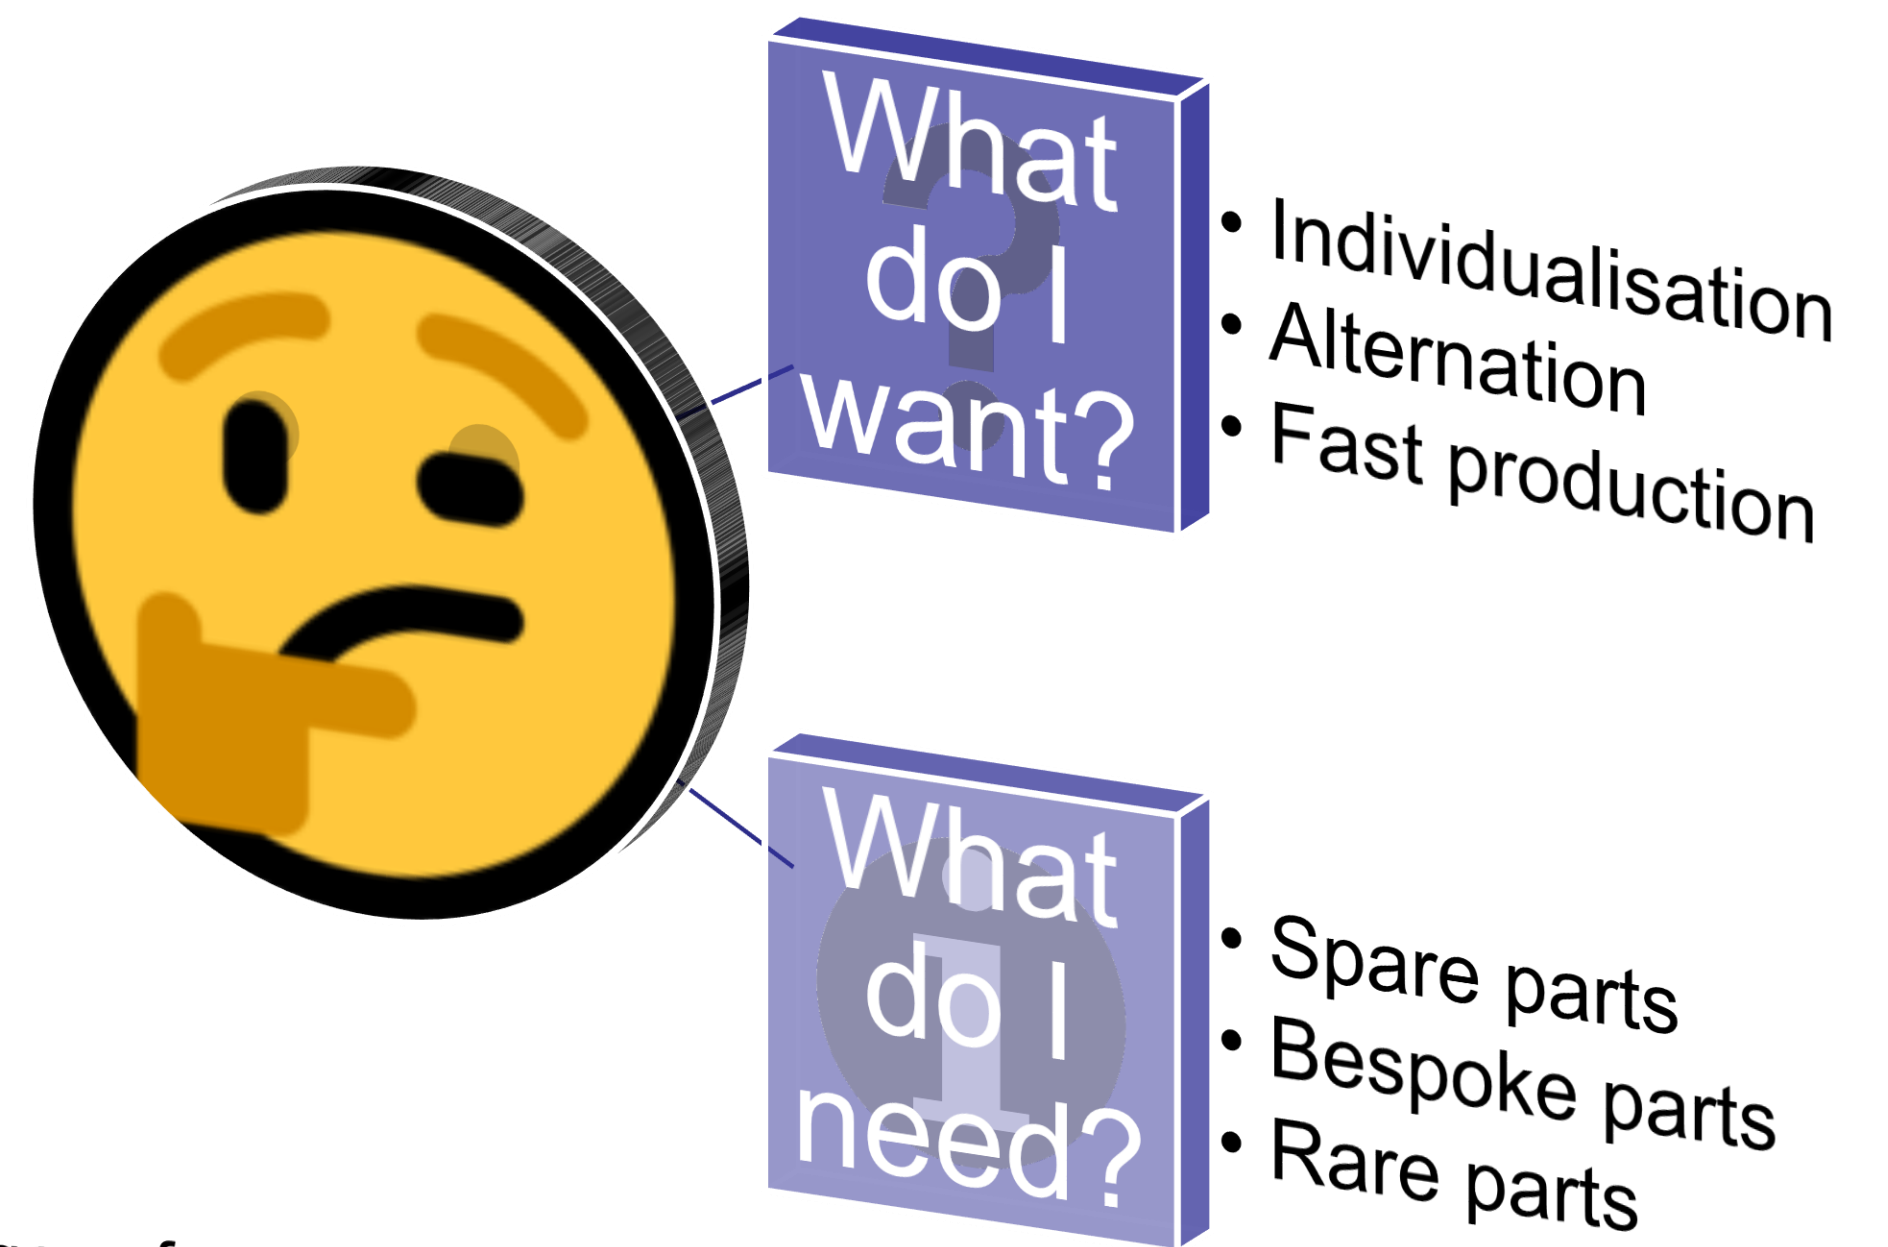 What
do I
want?
• Individualisation
• Alternation
• Fast production
What
do I
need?
• Spare parts
• Bespoke parts
• Rare parts